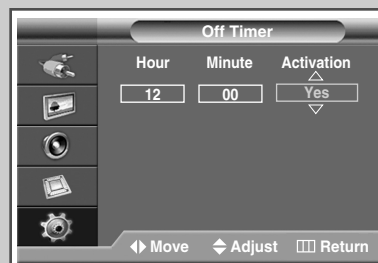 Off Timer
Hour Minute Activation
12 00 Yes
Move Adjust Return